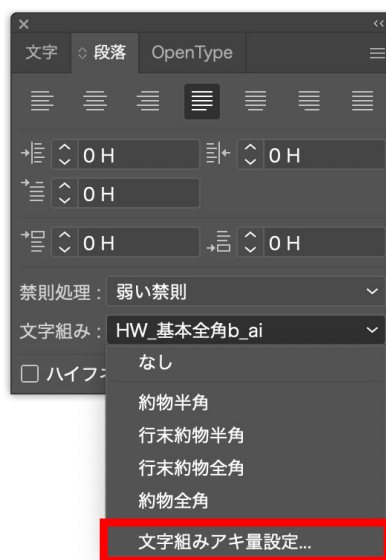 文字 段落 OpenType
0 H 0 H
0 H
0 H 0 H
禁則処理: 弱い禁則
文字組み: HW_基本全角b_ai
なし
ハイフ
約物半角
行末約物半角
行末約物全角
約物全角
文字組みアキ量設定...